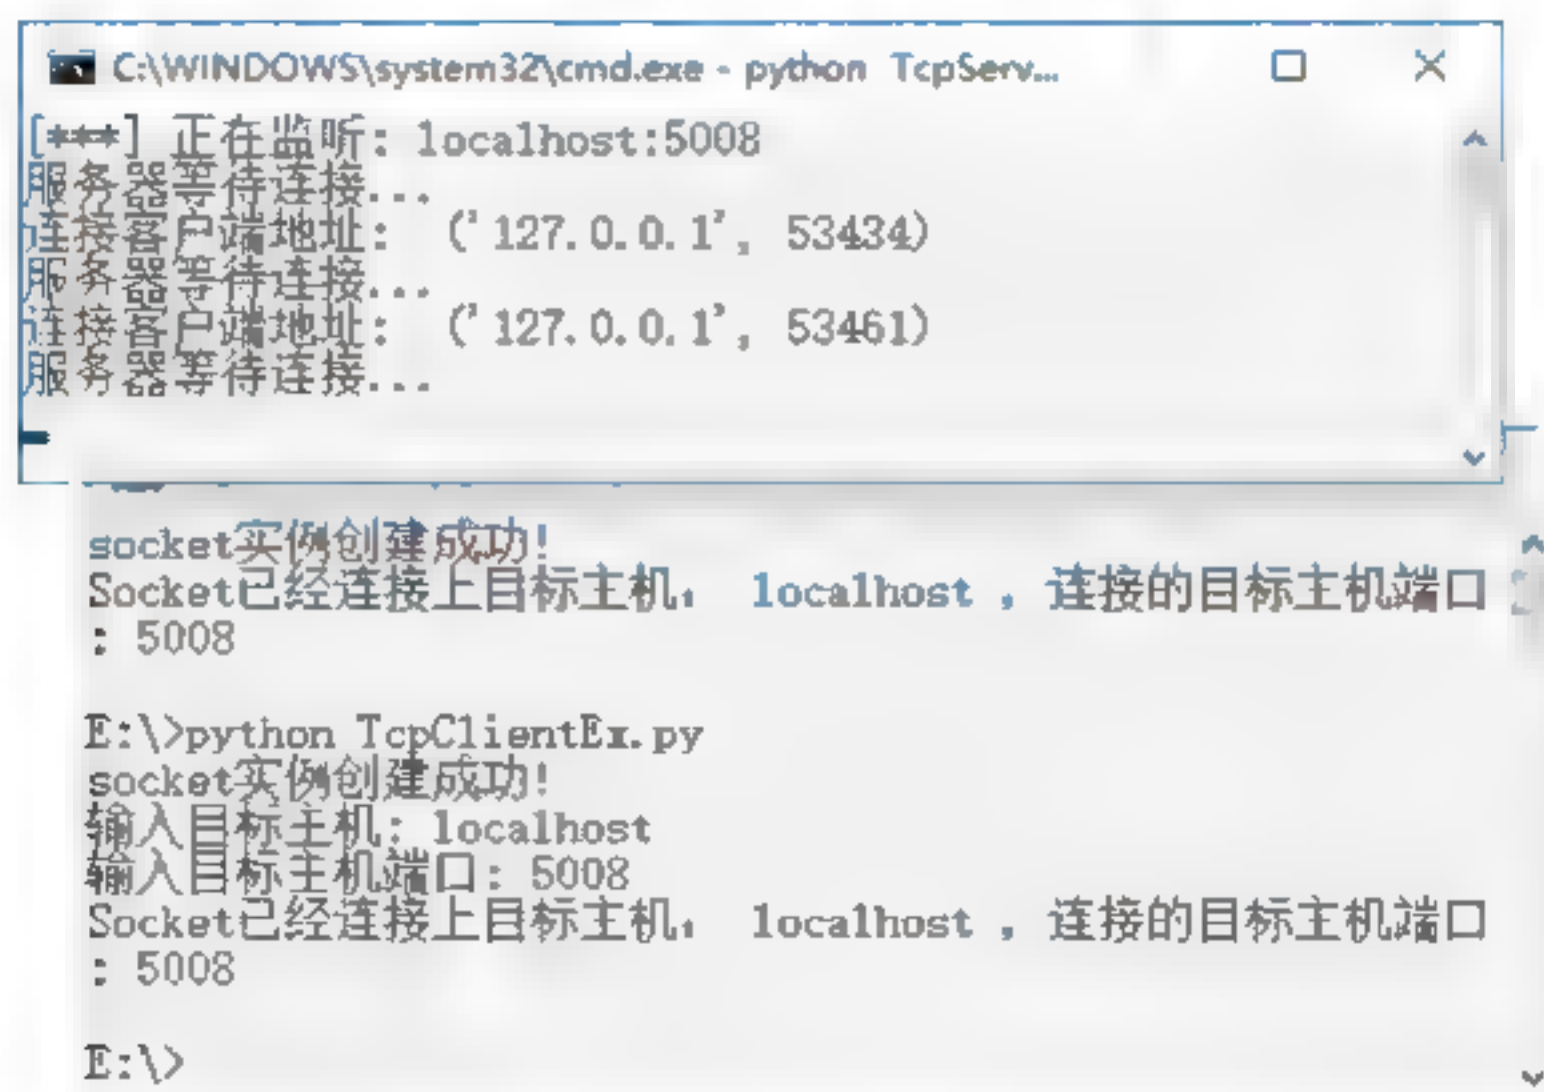 C:\WINDOWS\system32\cmd.exe - python TcpServ...
[***] 正在监听: localhost:5008
服务器等待连接...
连接客户端地址: ('127.0.0.1', 53434)
服务器等待连接...
连接客户端地址: ('127.0.0.1', 53461)
服务器等待连接...
socket实例创建成功!
Socket已经连接上目标主机: localhost , 连接的目标主机端口
: 5008
E:\>python TcpClientEx.py
socket实例创建成功!
输入目标主机: localhost
输入目标主机端口: 5008
Socket已经连接上目标主机: localhost , 连接的目标主机端口
: 5008
E:\>